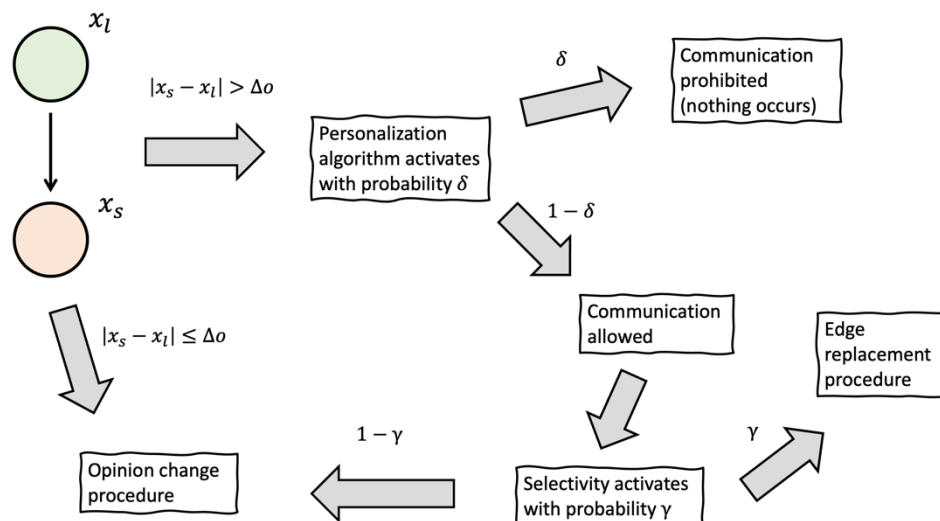 x_l
δ
Communication
prohibited
(nothing occurs)
|x_s − x_l| > Δo
Personalization
algorithm activates
with probability δ
x_s
1 − δ
Communication
allowed
Edge
replacement
procedure
|x_s − x_l| ≤ Δo
1 − γ
γ
Opinion change
procedure
Selectivity activates
with probability γ